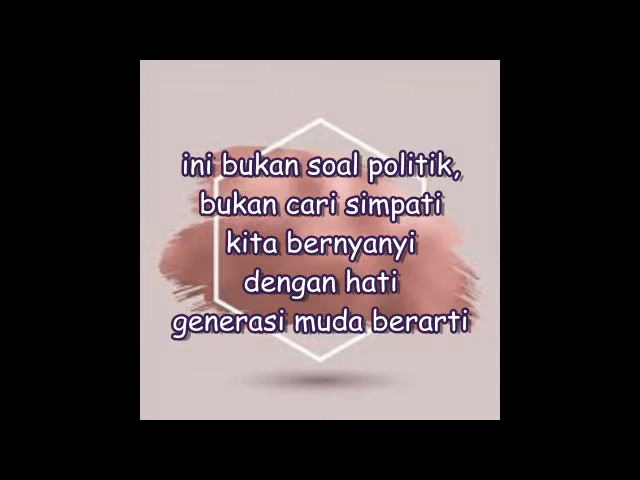 ini bukan soal politik,
bukan cari simpati
kita bernyanyi
dengan hati
generasi muda berarti